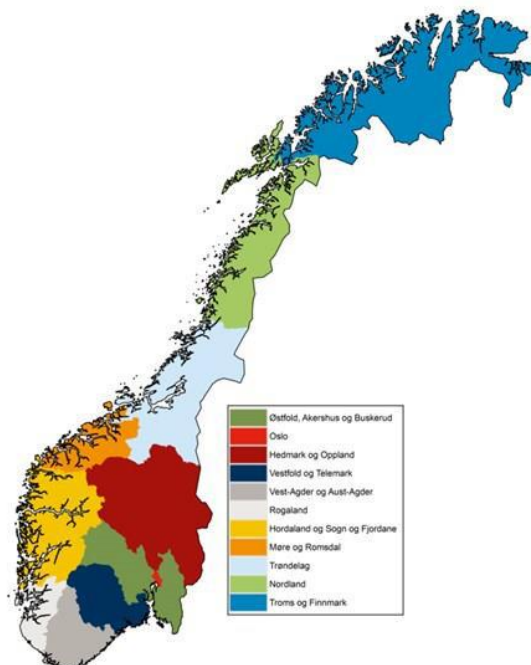 Østfold, Akershus og Buskerud
Oslo
Hedmark og Oppland
Vestfold og Telemark
Vest-Agder og Aust-Agder
Rogaland
Hordaland og Sogn og Fjordane
Møre og Romsdal
Trøndelag
Nordland
Troms og Finnmark